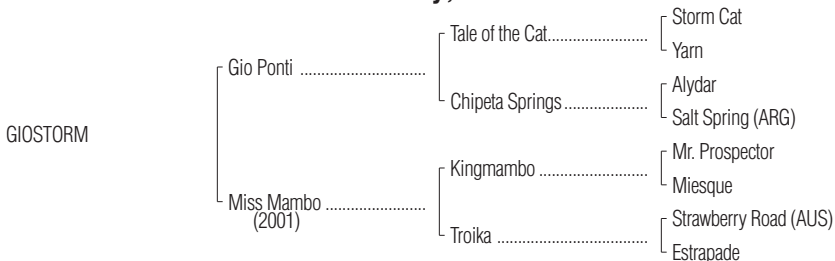 Storm Cat
Tale of the Cat
Yarn
Gio Ponti
Alydar
Chipeta Springs
Salt Spring (ARG)
GIOSTORM
Mr. Prospector
Kingmambo
Miesque
Miss Mambo
(2001)
Strawberry Road (AUS)
Troika
Estrapade